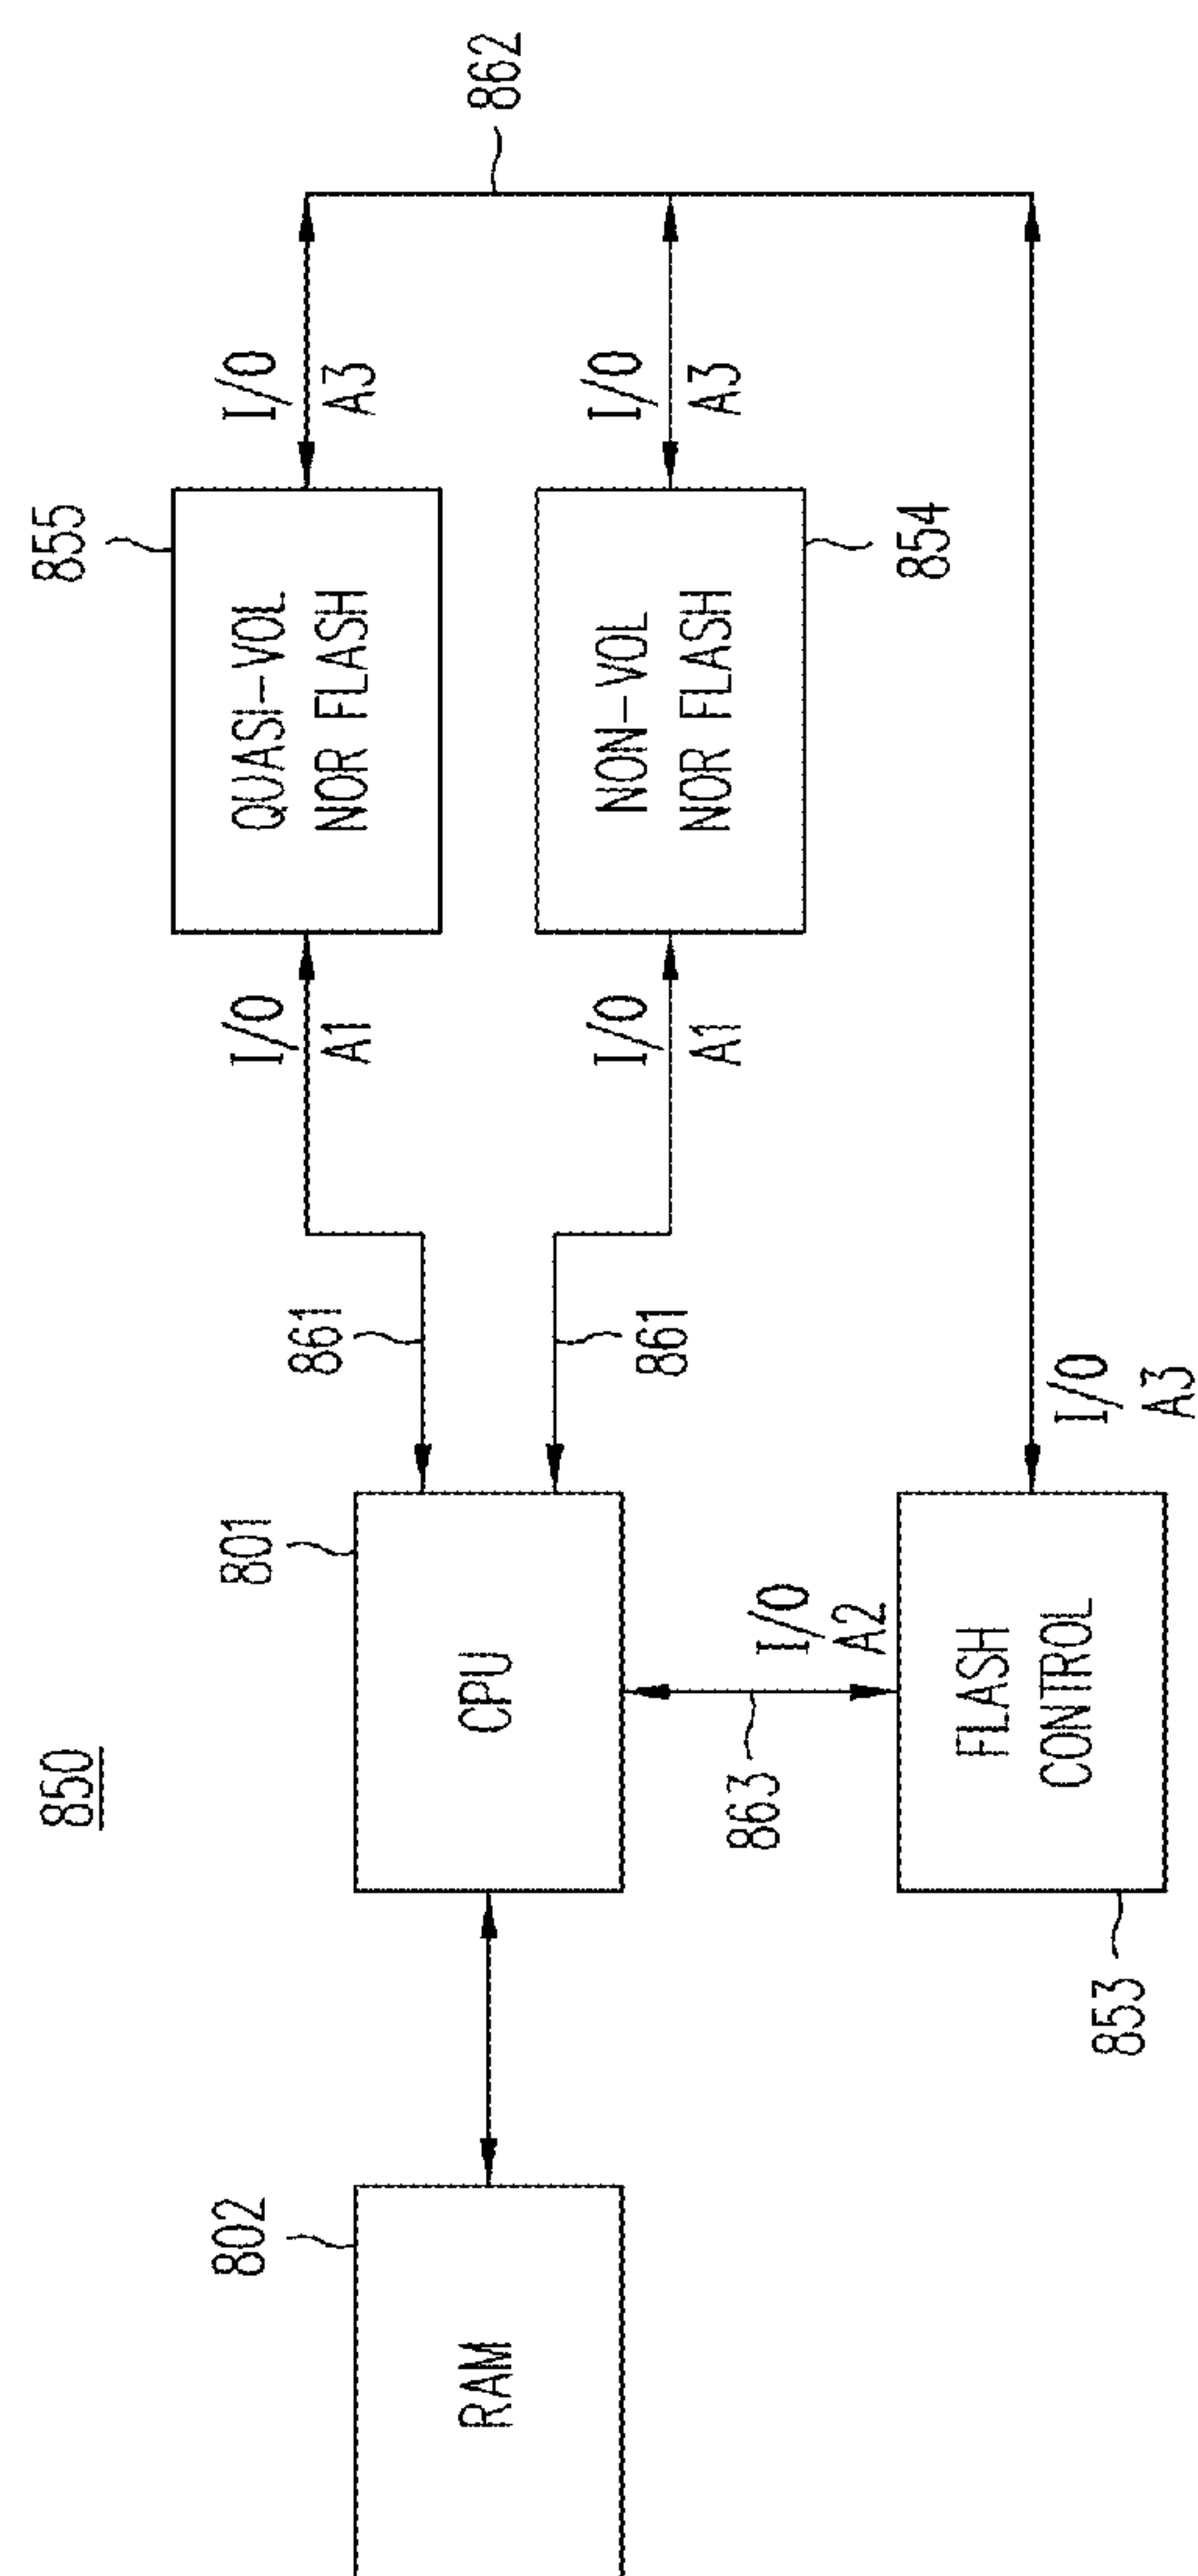 850
802
RAM
801
CPU
863
I/O
A2
853
FLASH
CONTROL
I/O
A3
861
861
I/O
A1
I/O
A1
855
QUASI-VOL
NOR FLASH
854
NON-VOL
NOR FLASH
I/O
A3
I/O
A3
862